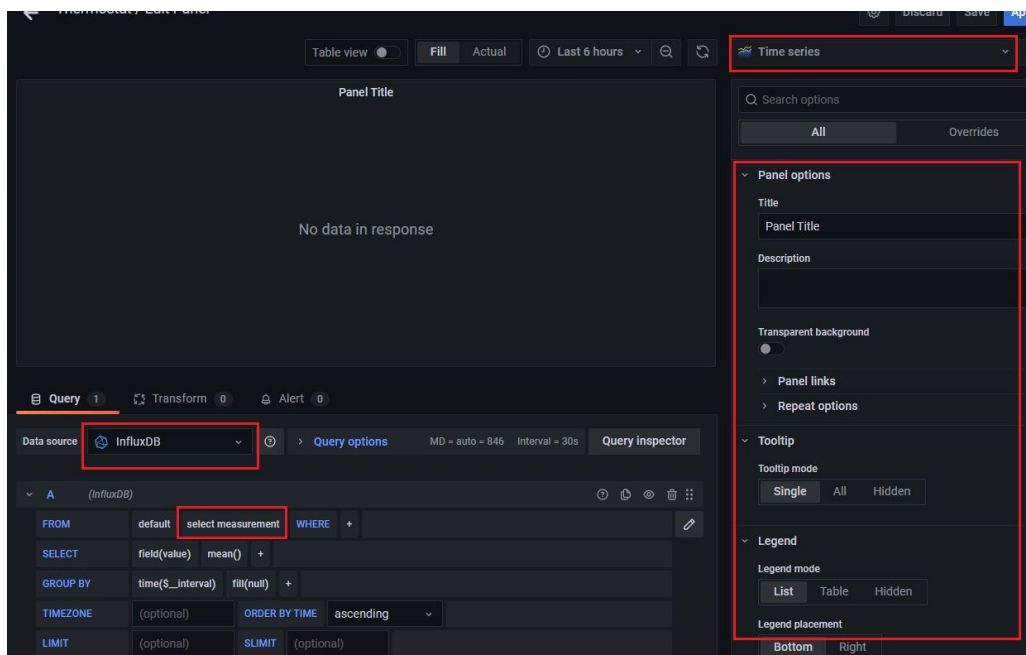 Thermostat / Edit Panel
Discard Save
Table view Fill Actual Last 6 hours
Time series
Panel Title
Search options
All Overrides
No data in response
Panel options
Title
Panel Title
Description
Transparent background
Panel links
Repeat options
Query 1 Transform 0 Alert 0
Data source InfluxDB Query options MD = auto = 846 Interval = 30s Query inspector
A (InfluxDB)
FROM default select measurement WHERE +
SELECT field(value) mean() +
GROUP BY time($__interval) fill(null) +
TIMEZONE (optional) ORDER BY TIME ascending
LIMIT (optional) SLIMIT (optional)
Tooltip
Tooltip mode
Single All Hidden
Legend
Legend mode
List Table Hidden
Legend placement
Bottom Right